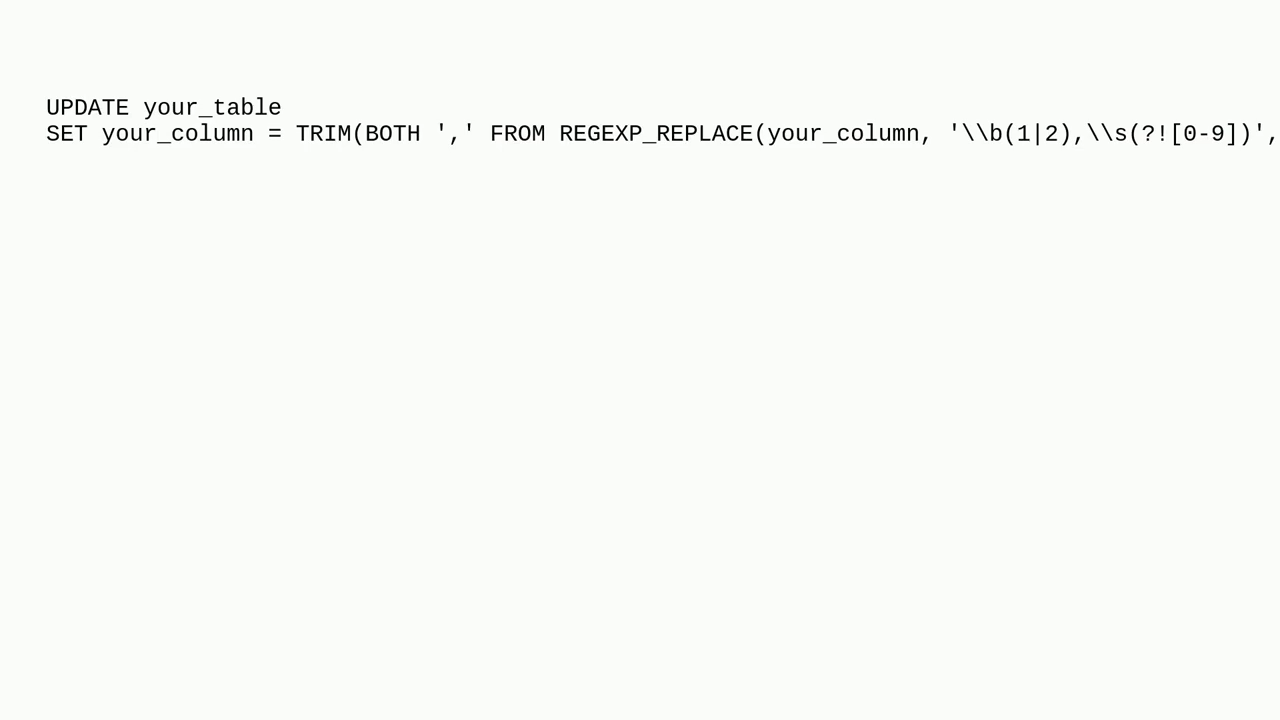 UPDATE your_table
SET your_column = TRIM(BOTH ',' FROM REGEXP_REPLACE(your_column, '\\b(1|2),\\s(?![0-9])',